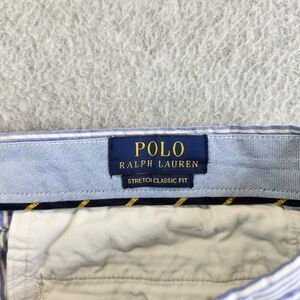 POLO
RALPH LAUREN
STRETCH CLASSIC FIT